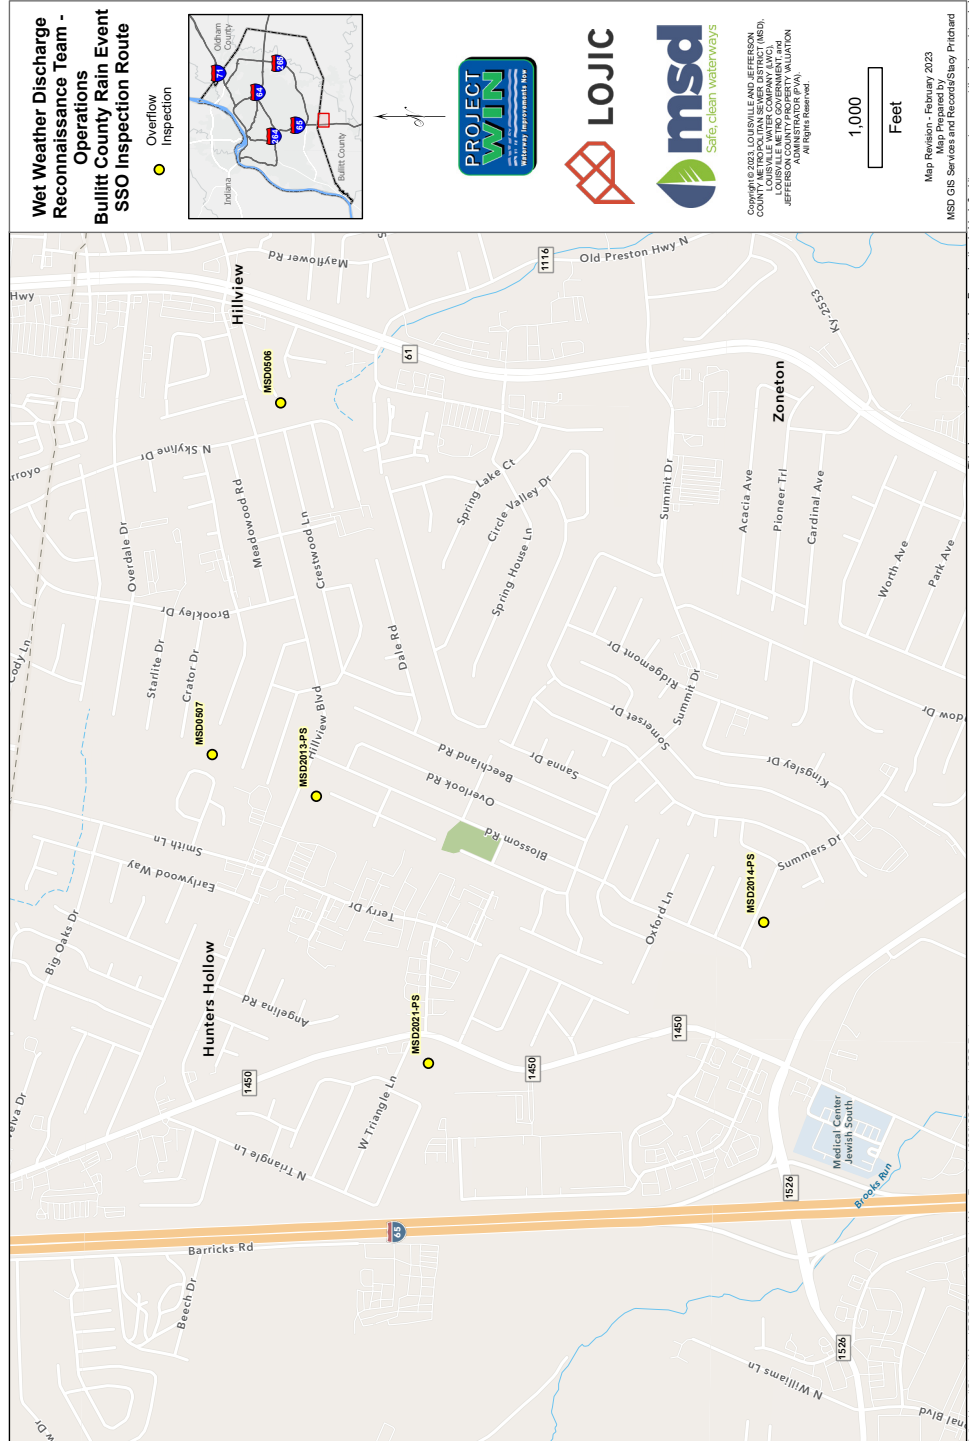 Wet Weather Discharge
Reconnaissance Team -
Operations
Bullitt County Rain Event
SSO Inspection Route
Overflow
Inspection
Oldham
County
Indiana
Bullitt County
71
265
64
264
65
PROJECT
WIN
Waterway Improvements Now
LOJIC
msd
Safe, clean waterways
Copyright © 2023, LOUISVILLE AND JEFFERSON
COUNTY METROPOLITAN SEWER DISTRICT (MSD),
LOUISVILLE WATER COMPANY (LWC),
LOUISVILLE METRO GOVERNMENT, and
JEFFERSON COUNTY PROPERTY VALUATION
ADMINISTRATOR (PVA).
All Rights Reserved.
1,000
Feet
Map Revision - February 2023
Map Prepared by
MSD GIS Services and Records/Stacy Pritchard
Hwy
Mayflower Rd
Hillview
MSD0506
61
1116
Old Preston Hwy N
Ky-2553
Zoneton
rroyo
N Skyline Dr
Overdale Dr
Meadowood Rd
Crestwood Ln
Spring Lake Ct
Circle Valley Dr
Spring House Ln
Summit Dr
Acacia Ave
Pioneer Trl
Cardinal Ave
Worth Ave
Park Ave
Cody Ln
Brookley Dr
Starlite Dr
Crator Dr
Dale Rd
Ridgemont Dr
Summit Dr
Somerset Dr
dow Dr
MSD0507
MSD2013-PS
Hillview Blvd
Beechland Rd
Overlook Rd
Sanna Dr
Kingsley Dr
Blossom Rd
Summers Dr
Smith Ln
Earlywood Way
Terry Dr
MSD2014-PS
Oxford Ln
Big Oaks Dr
Hunters Hollow
Angelina Rd
MSD2021-PS
1450
1450
1450
elva Dr
N Triangle Ln
W Triangle Ln
Medical Center
Jewish South
Brooks Run
1526
65
Barricks Rd
Beech Dr
1526
N Williams Ln
w Dr
nal Blvd